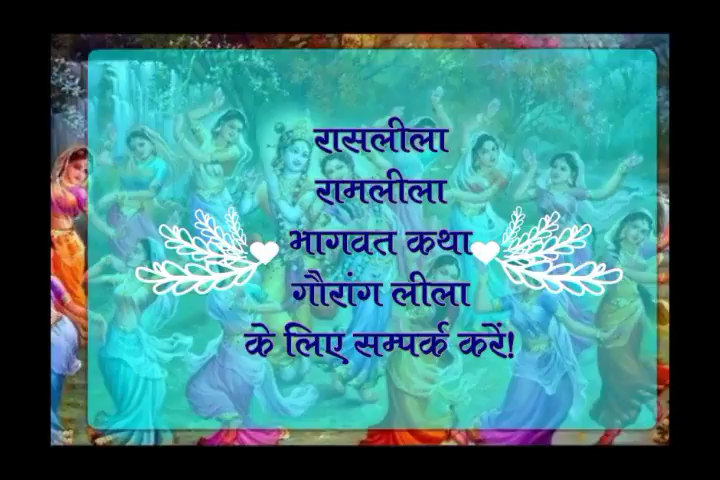 रासलीला
रामलीला
भागवत कथा
गौरांग लीला
के लिए सम्पर्क करें!